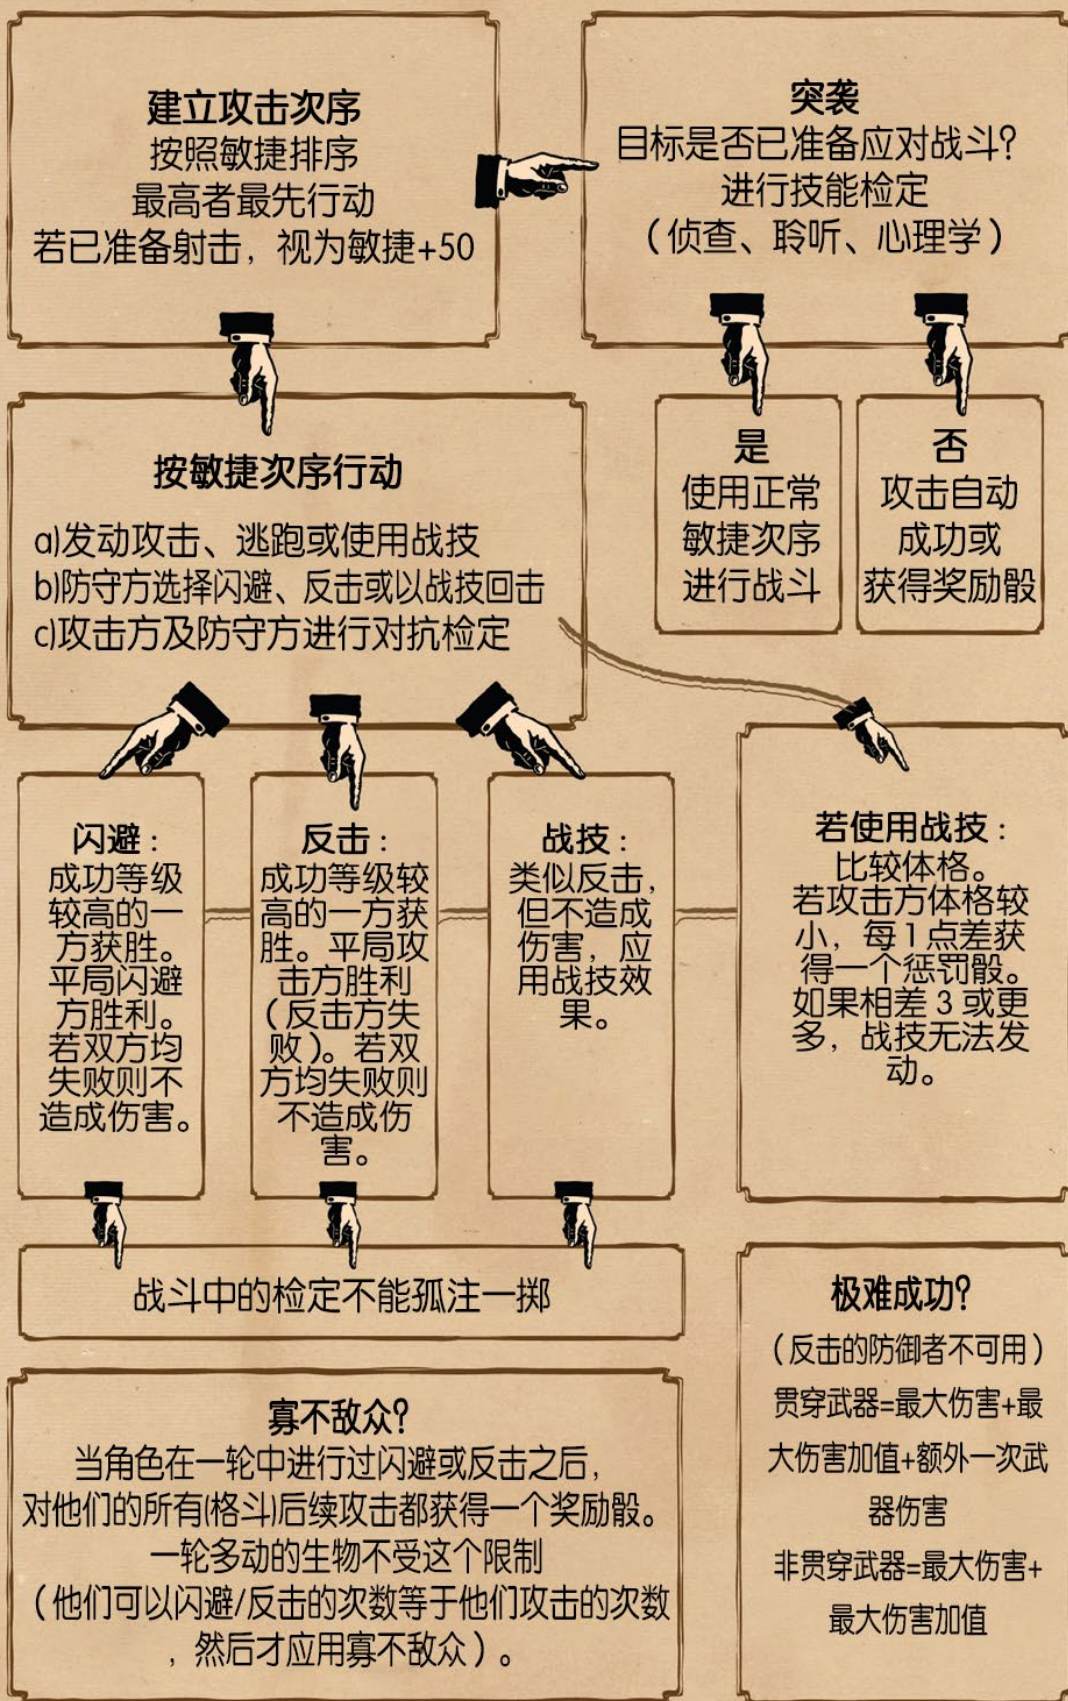 建立攻击次序
按照敏捷排序
最高者最先行动
若已准备射击，视为敏捷+50
突袭
目标是否已准备应对战斗？
进行技能检定
（侦查、聆听、心理学）
按敏捷次序行动
a)发动攻击、逃跑或使用战技
b)防守方选择闪避、反击或以战技回击
c)攻击方及防守方进行对抗检定
是
使用正常
敏捷次序
进行战斗
否
攻击自动
成功或
获得奖励骰
闪避：
成功等级
较高的一
方获胜。
平局闪避
方胜利。
若双方均
失败则不
造成伤害。
反击：
成功等级较
高的一方获
胜。平局攻
击方胜利
（反击方失
败）。若双
方均失败则
不造成伤
害。
战技：
类似反击，
但不造成
伤害，应
用战技效
果。
若使用战技：
比较体格。
若攻击方体格较
小，每1点差获
得一个惩罚骰。
如果相差 3 或更
多，战技无法发
动。
战斗中的检定不能孤注一掷
寡不敌众？
当角色在一轮中进行过闪避或反击之后，
对他们的所有(格斗)后续攻击都获得一个奖励骰。
一轮多动的生物不受这个限制
（他们可以闪避/反击的次数等于他们攻击的次数
，然后才应用寡不敌众）。
极难成功？
（反击的防御者不可用）
贯穿武器=最大伤害+最
大伤害加值+额外一次武
器伤害
非贯穿武器=最大伤害+
最大伤害加值